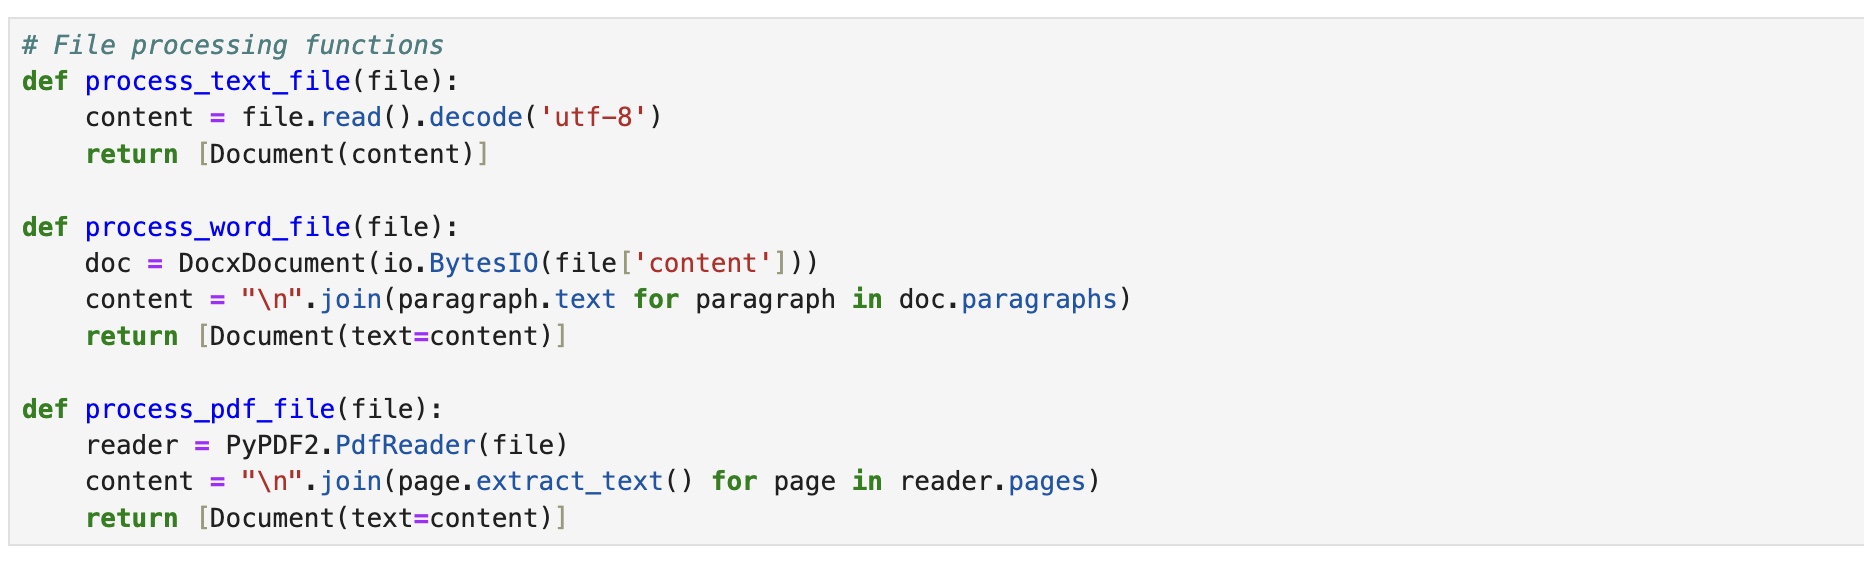 # File processing functions
def process_text_file(file):
    content = file.read().decode('utf-8')
    return [Document(content)]

def process_word_file(file):
    doc = DocxDocument(io.BytesIO(file['content']))
    content = "\n".join(paragraph.text for paragraph in doc.paragraphs)
    return [Document(text=content)]

def process_pdf_file(file):
    reader = PyPDF2.PdfReader(file)
    content = "\n".join(page.extract_text() for page in reader.pages)
    return [Document(text=content)]